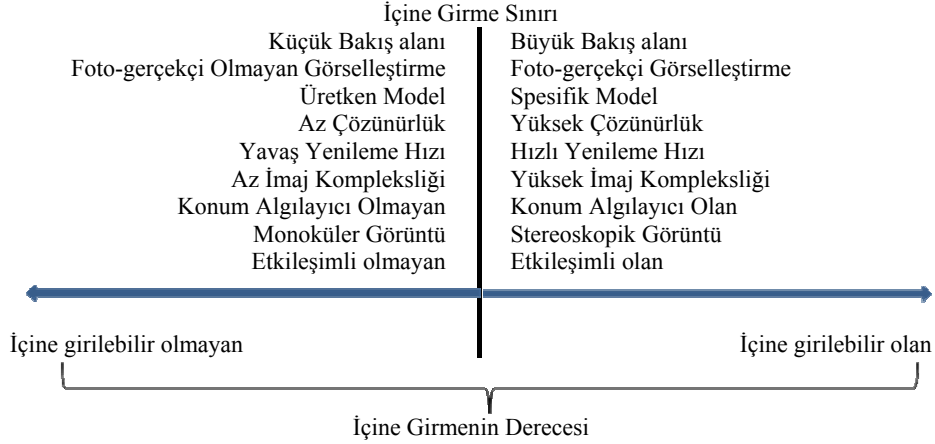 İçine Girme Sınırı
Küçük Bakış alanı Büyük Bakış alanı
Foto-gerçekçi Olmayan Görselleştirme Foto-gerçekçi Görselleştirme
Üretken Model Spesifik Model
Az Çözünürlük Yüksek Çözünürlük
Yavaş Yenileme Hızı Hızlı Yenileme Hızı
Az İmaj Kompleksliği Yüksek İmaj Kompleksliği
Konum Algılayıcı Olmayan Konum Algılayıcı Olan
Monoküler Görüntü Stereoskopik Görüntü
Etkileşimli olmayan Etkileşimli olan
İçine girilebilir olmayan İçine girilebilir olan
İçine Girmenin Derecesi